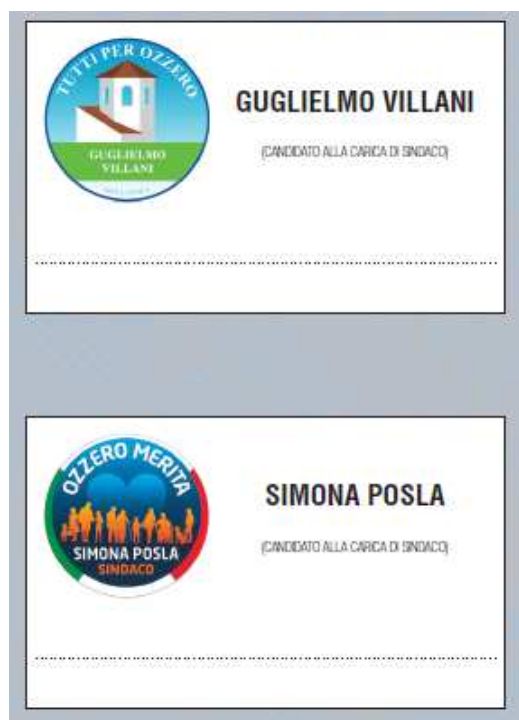 TUTTI PER OZZERO
GUGLIELMO
VILLANI
GUGLIELMO VILLANI
(CANDIDATO ALLA CARICA DI SINDACO)
OZZERO MERITA
SIMONA POSLA
SINDACO
SIMONA POSLA
(CANDIDATO ALLA CARICA DI SINDACO)